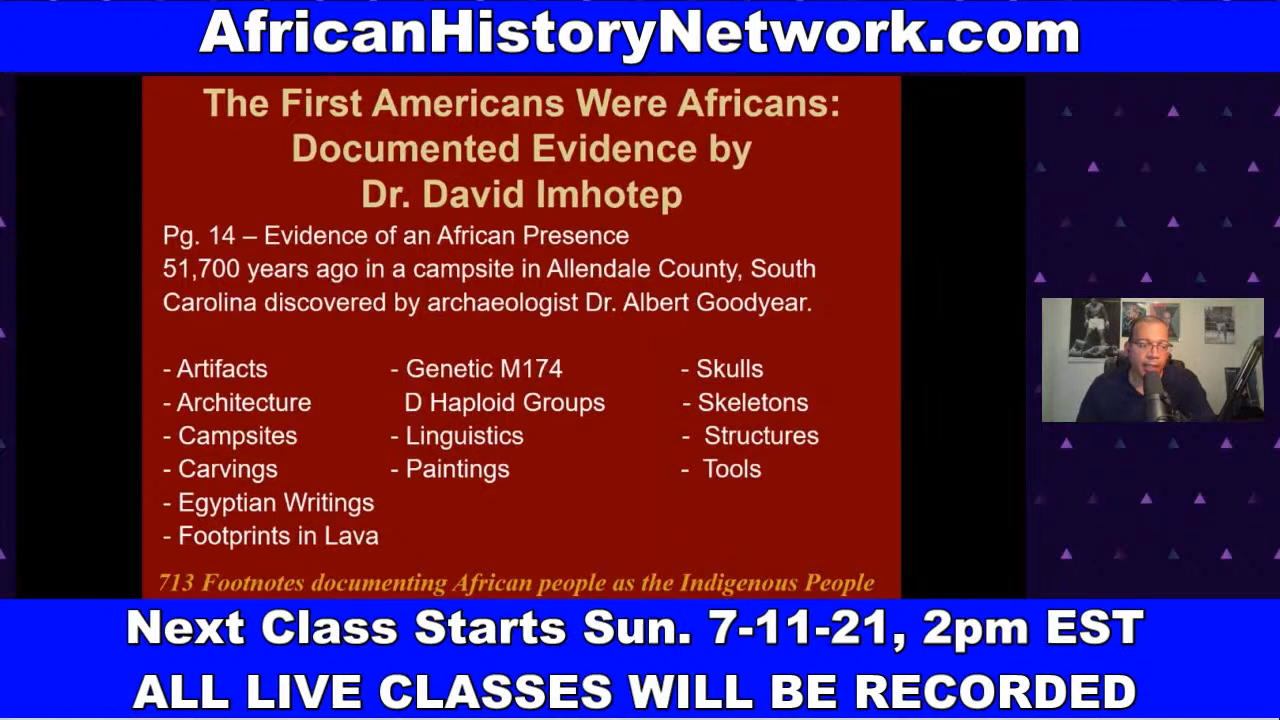 AfricanHistoryNetwork.com
The First Americans Were Africans:
Documented Evidence by
Dr. David Imhotep
Pg. 14 – Evidence of an African Presence
51,700 years ago in a campsite in Allendale County, South
Carolina discovered by archaeologist Dr. Albert Goodyear.
- Artifacts
- Architecture
- Campsites
- Carvings
- Egyptian Writings
- Footprints in Lava
- Genetic M174
D Haploid Groups
- Linguistics
- Paintings
- Skulls
- Skeletons
- Structures
- Tools
713 Footnotes documenting African people as the Indigenous People
Next Class Starts Sun. 7-11-21, 2pm EST
ALL LIVE CLASSES WILL BE RECORDED